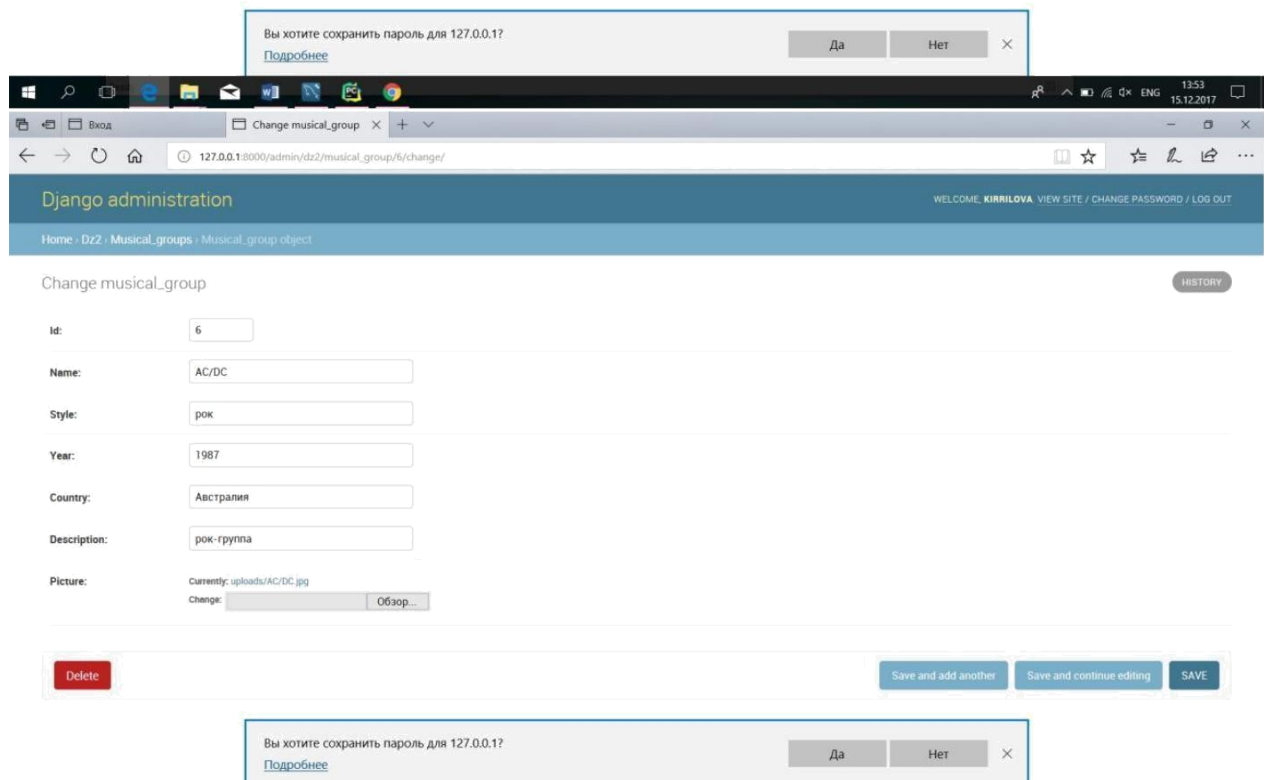 Вы хотите сохранить пароль для 127.0.0.1?
Подробнее
Да
Нет
ENG
13:53
15.12.2017
Вход
Change musical_group
127.0.0.1:8000/admin/dz2/musical_group/6/change/
Django administration
WELCOME, KIRRILOVA. VIEW SITE / CHANGE PASSWORD / LOG OUT
Home › Dz2 › Musical_groups › Musical_group object
Change musical_group
HISTORY
Id:
6
Name:
AC/DC
Style:
рок
Year:
1987
Country:
Австралия
Description:
рок-группа
Picture:
Currently: uploads/AC/DC.jpg
Change:
Обзор...
Delete
Save and add another
Save and continue editing
SAVE
Вы хотите сохранить пароль для 127.0.0.1?
Подробнее
Да
Нет